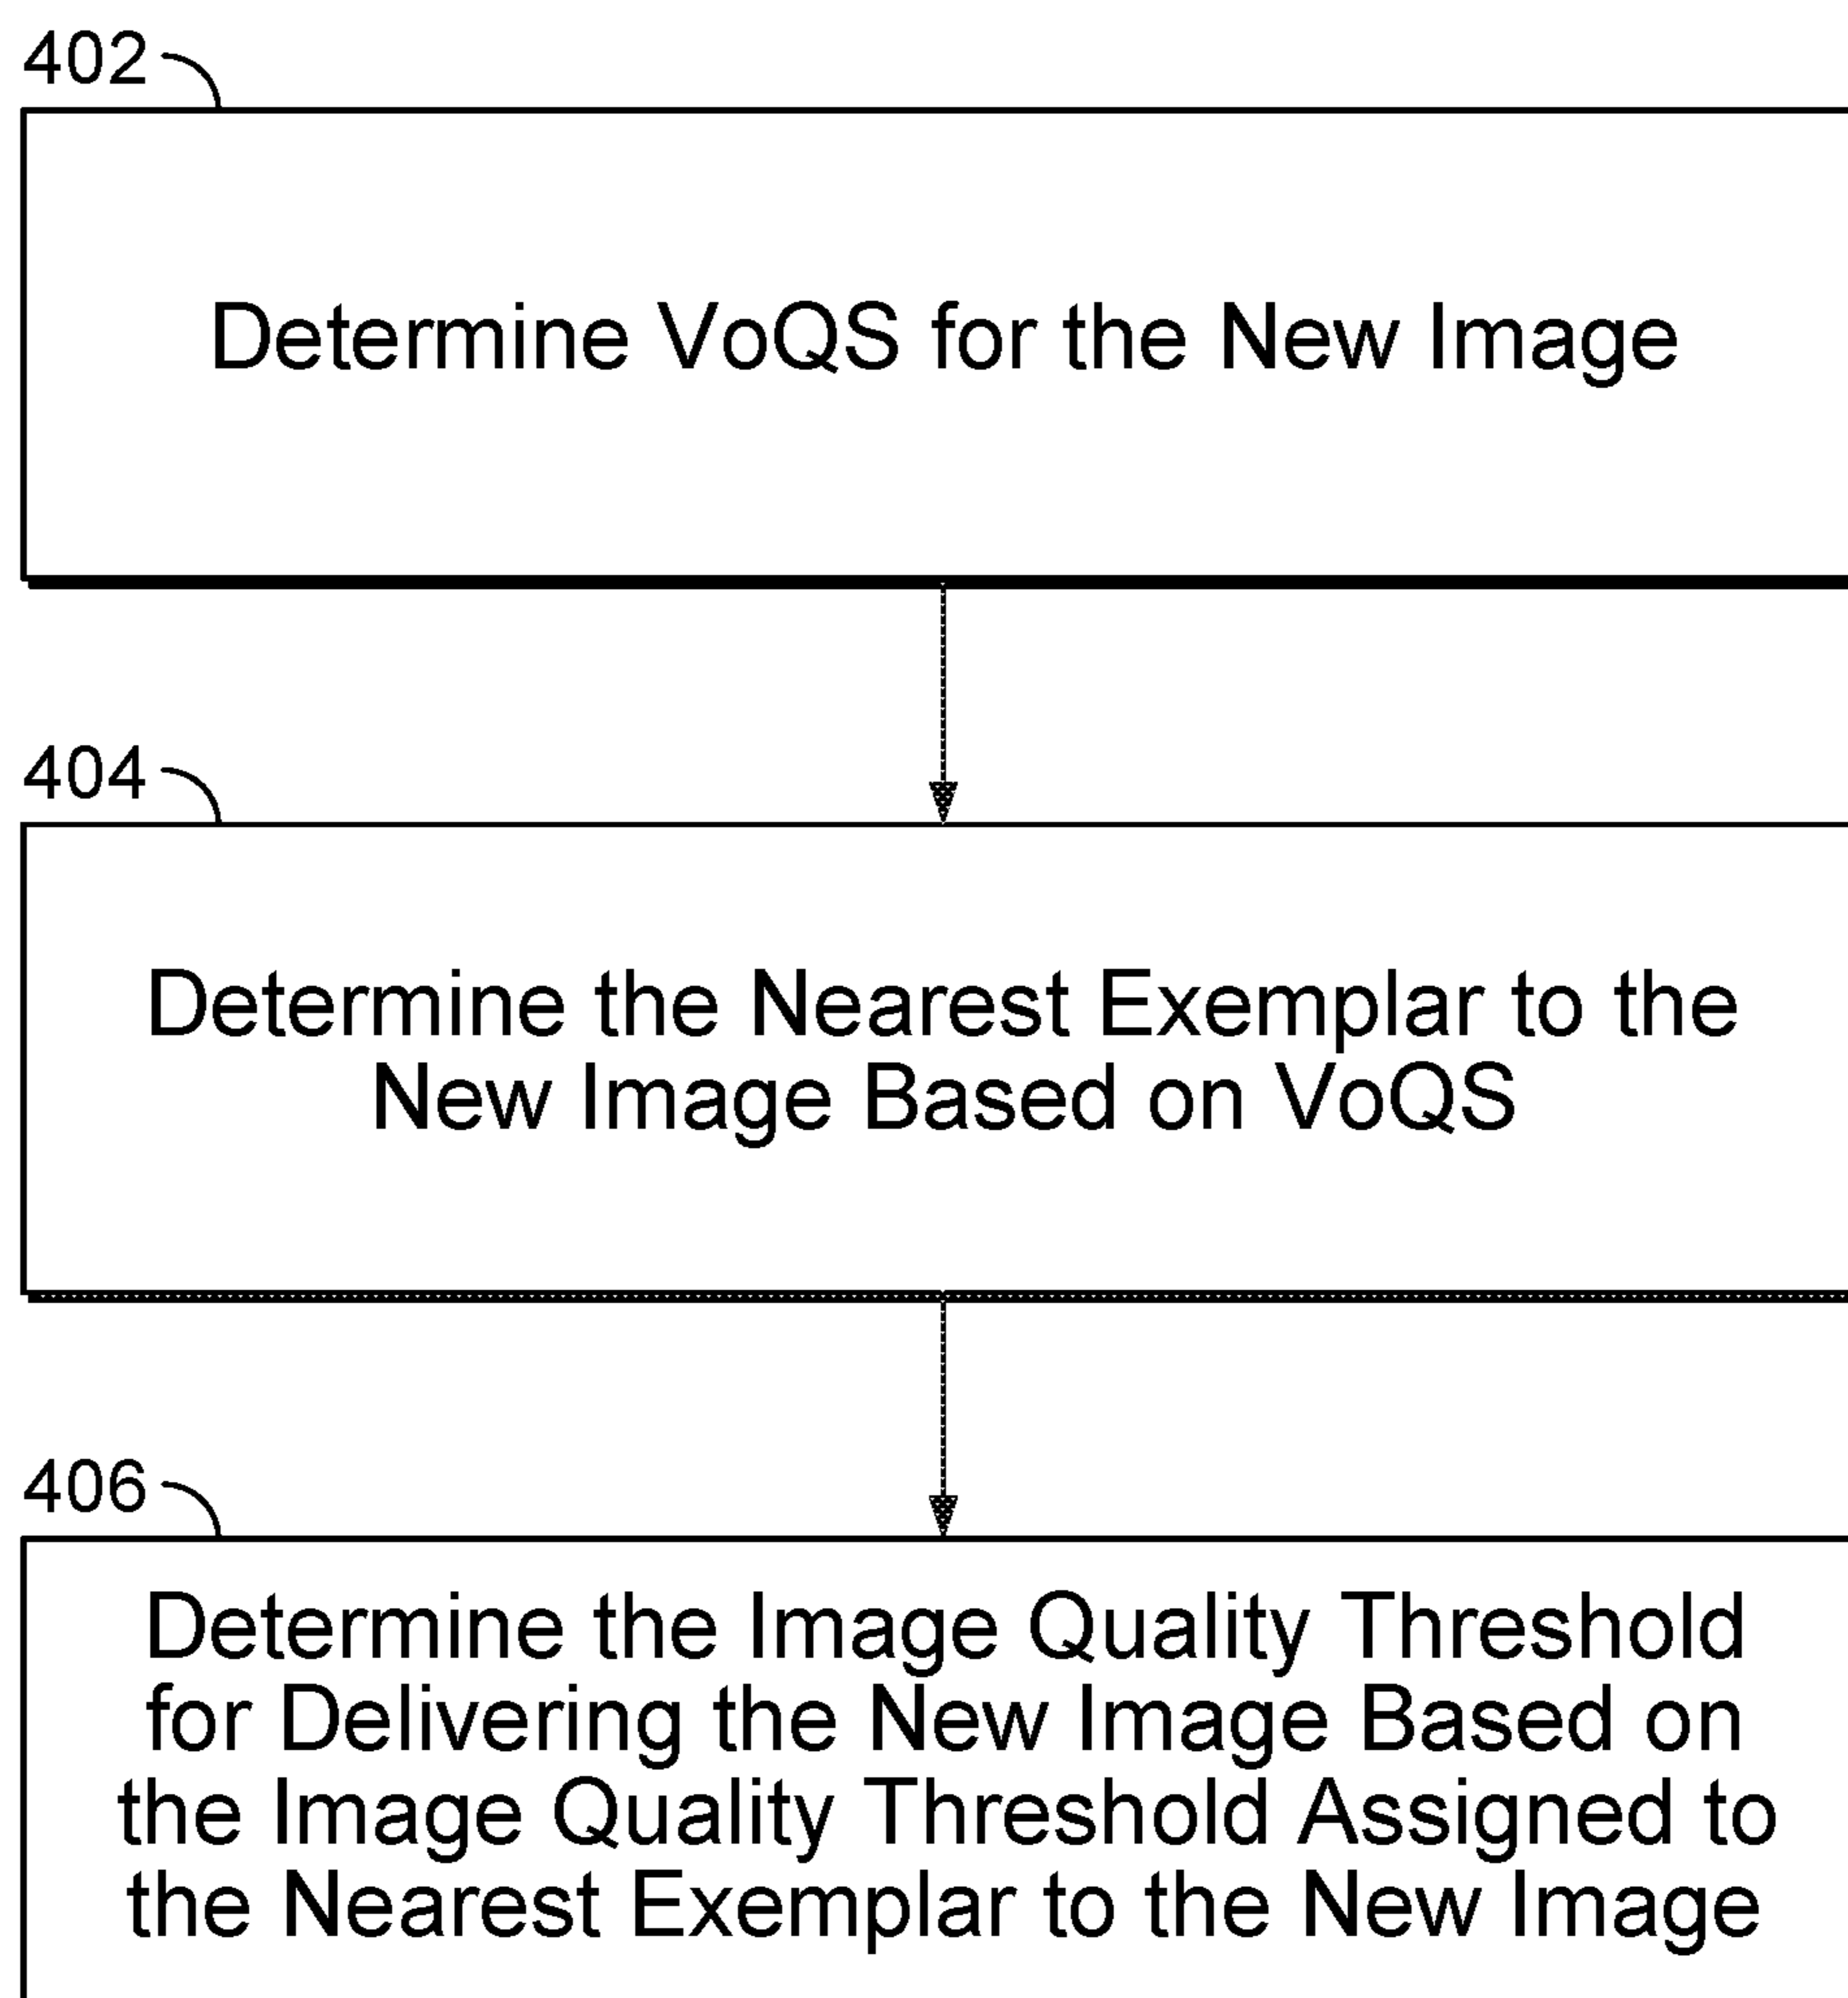 402
Determine VoQS for the New Image
404
Determine the Nearest Exemplar to the
New Image Based on VoQS
406
Determine the Image Quality Threshold
for Delivering the New Image Based on
the Image Quality Threshold Assigned to
the Nearest Exemplar to the New Image